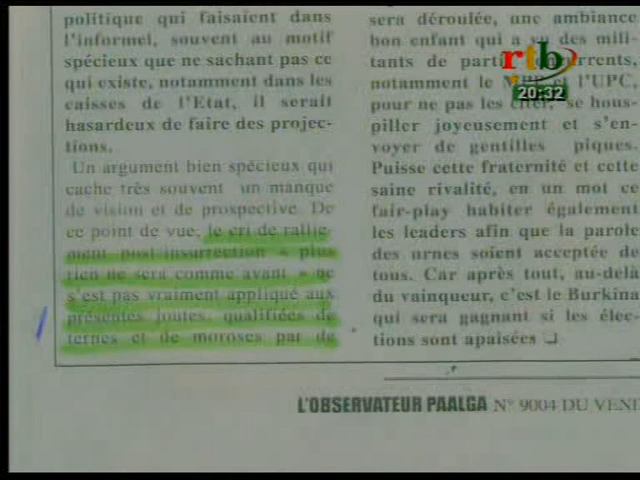 politique qui faisaient dans
l'informel, souvent au motif
spécieux que ne sachant pas ce
qui existe, notamment dans les
caisses de l'Etat, il serait
hasardeux de faire des projec-
tions.
Un argument bien spécieux qui
cache très souvent un manque
de vision et de prospective. De
ce point de vue, le cri de rallie-
ment post-insurrection « plus
rien ne sera comme avant » ne
s'est pas vraiment appliqué aux
présentes joutes, qualifiées de
ternes et de moroses par de
sera déroulée, une ambiance
bon enfant qui a vu des mili-
tants de partis concurrents,
notamment le MPP et l'UPC,
pour ne pas les citer, se hous-
piller joyeusement et s'en-
voyer de gentilles piques.
Puisse cette fraternité et cette
saine rivalité, en un mot ce
fair-play habiter également
les leaders afin que la parole
des urnes soient acceptée de
tous. Car après tout, au-delà
du vainqueur, c'est le Burkina
qui sera gagnant si les élec-
tions sont apaisées ❏
L'OBSERVATEUR PAALGA N° 9004 DU VEND
rtb
20:32